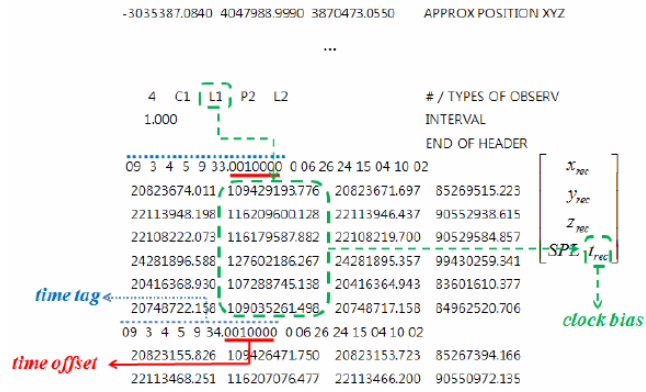 -3035387.0840 4047988.9990 3870473.0550 APPROX POSITION XYZ
...
4 C1 L1 P2 L2 # / TYPES OF OBSERV
1.000 INTERVAL
END OF HEADER
09 3 4 5 9 33.0010000 0 06 26 24 15 04 10 02
20823674.011 109429193.776 20823671.697 85269515.223
22113948.198 116209600.128 22113946.437 90552938.615
22108222.073 116179587.882 22108219.700 90529584.857
24281896.588 127602186.267 24281895.357 99430259.341
20416368.930 107288745.138 20416364.943 83601610.377
20748722.158 109035261.498 20748717.158 84962520.706
09 3 4 5 9 34.0010000 0 06 26 24 15 04 10 02
20823155.826 109426471.750 20823153.723 85267394.166
22113468.251 116207076.477 22113466.200 90550972.135
x rec
y rec
z rec
SPL t rec
time tag
clock bias
time offset